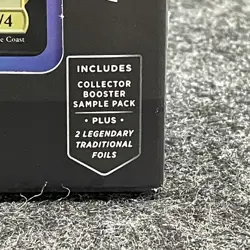 /4
e Coast
INCLUDES
COLLECTOR
BOOSTER
SAMPLE PACK
• PLUS •
2 LEGENDARY
TRADITIONAL
FOILS